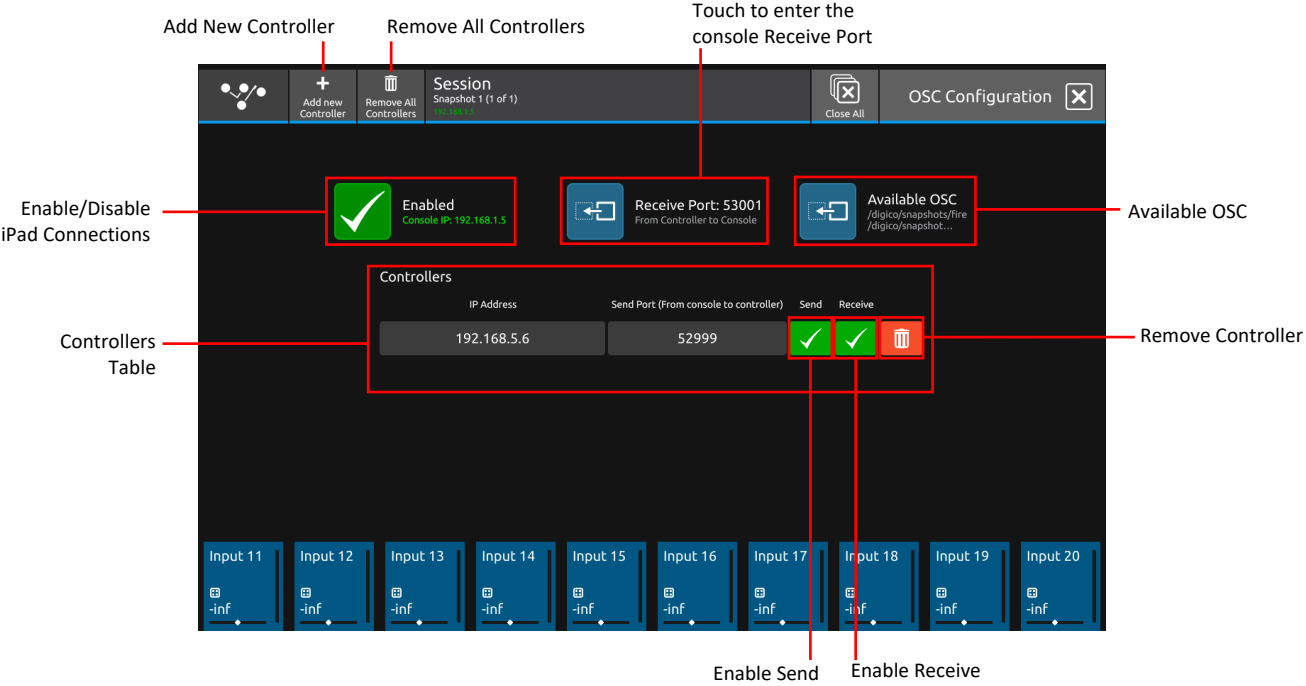 Touch to enter the
console Receive Port
Add New Controller
Remove All Controllers
Add new
Controller
Remove All
Controllers
Session
Snapshot 1 (1 of 1)
192.168.1.5
Close All
OSC Configuration
Enable/Disable
iPad Connections
Enabled
Console IP: 192.168.1.5
Receive Port: 53001
From Controller to Console
Available OSC
/digico/snapshots/fire
/digico/snapshot...
Available OSC
Controllers
IP Address
Send Port (From console to controller)
Send
Receive
192.168.5.6
52999
Controllers
Table
Remove Controller
Input 11
Input 12
Input 13
Input 14
Input 15
Input 16
Input 17
Input 18
Input 19
Input 20
-inf
-inf
-inf
-inf
-inf
-inf
-inf
-inf
-inf
-inf
Enable Send
Enable Receive